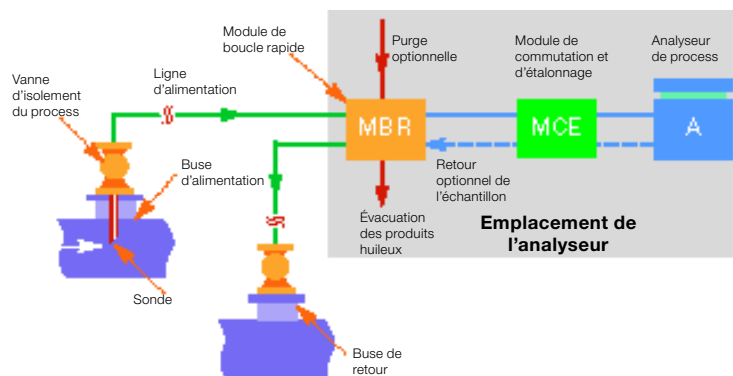 Module de
boucle rapide
Purge
optionnelle
Module de
commutation et
d'étalonnage
Analyseur
de process
Vanne
d'isolement
du process
Ligne
d'alimentation
MBR
MCE
A
Buse
d'alimentation
Retour
optionnel de
l'échantillon
Évacuation
des produits
huileux
Emplacement de
l'analyseur
Sonde
Buse de
retour